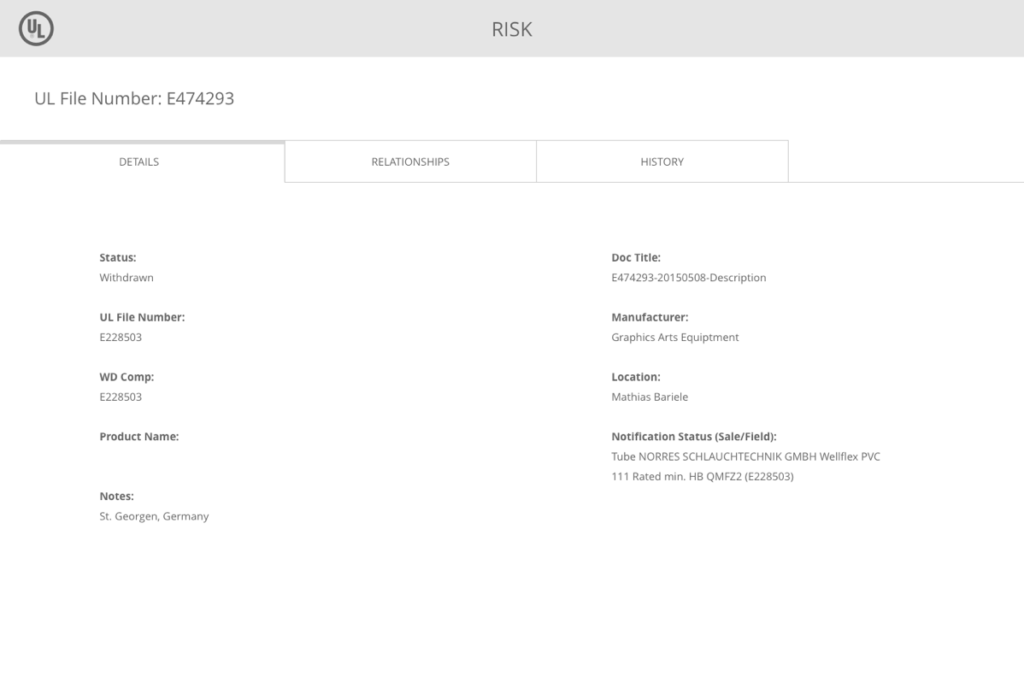 UL
RISK
UL File Number: E474293
DETAILS
RELATIONSHIPS
HISTORY
Status:
Withdrawn
UL File Number:
E228503
WD Comp:
E228503
Product Name:
Notes:
St. Georgen, Germany
Doc Title:
E474293-20150508-Description
Manufacturer:
Graphics Arts Equiptment
Location:
Mathias Bariele
Notification Status (Sale/Field):
Tube NORRES SCHLAUCHTECHNIK GMBH Wellflex PVC
111 Rated min. HB QMFZ2 (E228503)